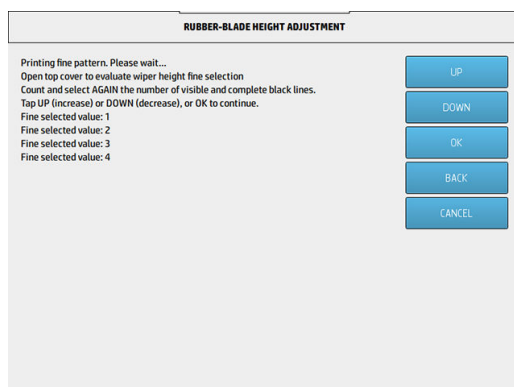 RUBBER-BLADE HEIGHT ADJUSTMENT
Printing fine pattern. Please wait...
Open top cover to evaluate wiper height fine selection
Count and select AGAIN the number of visible and complete black lines.
Tap UP (increase) or DOWN (decrease), or OK to continue.
Fine selected value: 1
Fine selected value: 2
Fine selected value: 3
Fine selected value: 4
UP
DOWN
OK
BACK
CANCEL